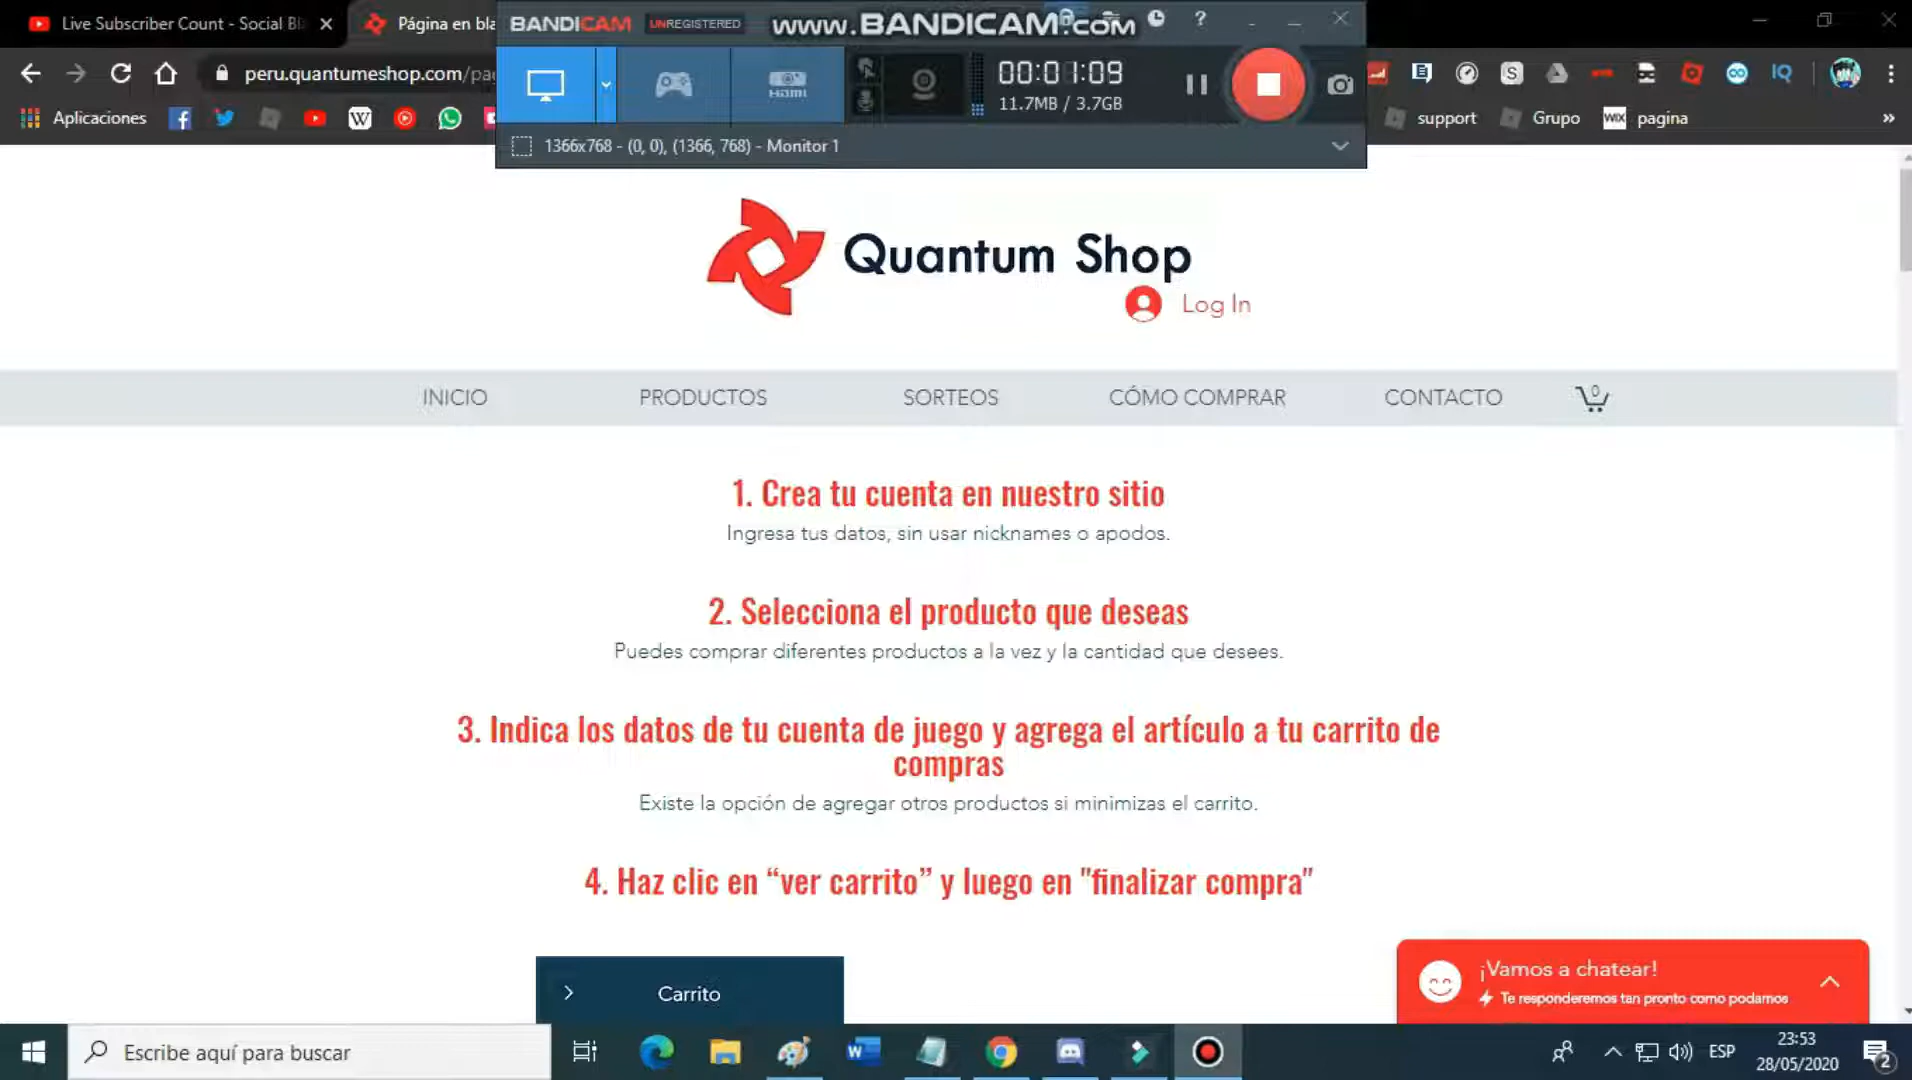 Live Subscriber Count - Social Bl
Página en bla
BANDICAM
UNREGISTERED
www.BANDICAM.com
?
peru.quantumeshop.com/pa
HDMI
00:01:09
11.7MB / 3.7GB
S
IQ
Aplicaciones
W
support
Grupo
WIX
pagina
»
1366x768 - (0, 0), (1366, 768) - Monitor 1
Quantum Shop
Log In
INICIO
PRODUCTOS
SORTEOS
CÓMO COMPRAR
CONTACTO
0
1. Crea tu cuenta en nuestro sitio
Ingresa tus datos, sin usar nicknames o apodos.
2. Selecciona el producto que deseas
Puedes comprar diferentes productos a la vez y la cantidad que desees.
3. Indica los datos de tu cuenta de juego y agrega el artículo a tu carrito de
compras
Existe la opción de agregar otros productos si minimizas el carrito.
4. Haz clic en “ver carrito” y luego en "finalizar compra"
Carrito
¡Vamos a chatear!
Te responderemos tan pronto como podamos
Escribe aquí para buscar
W
ESP
23:53
28/05/2020
2